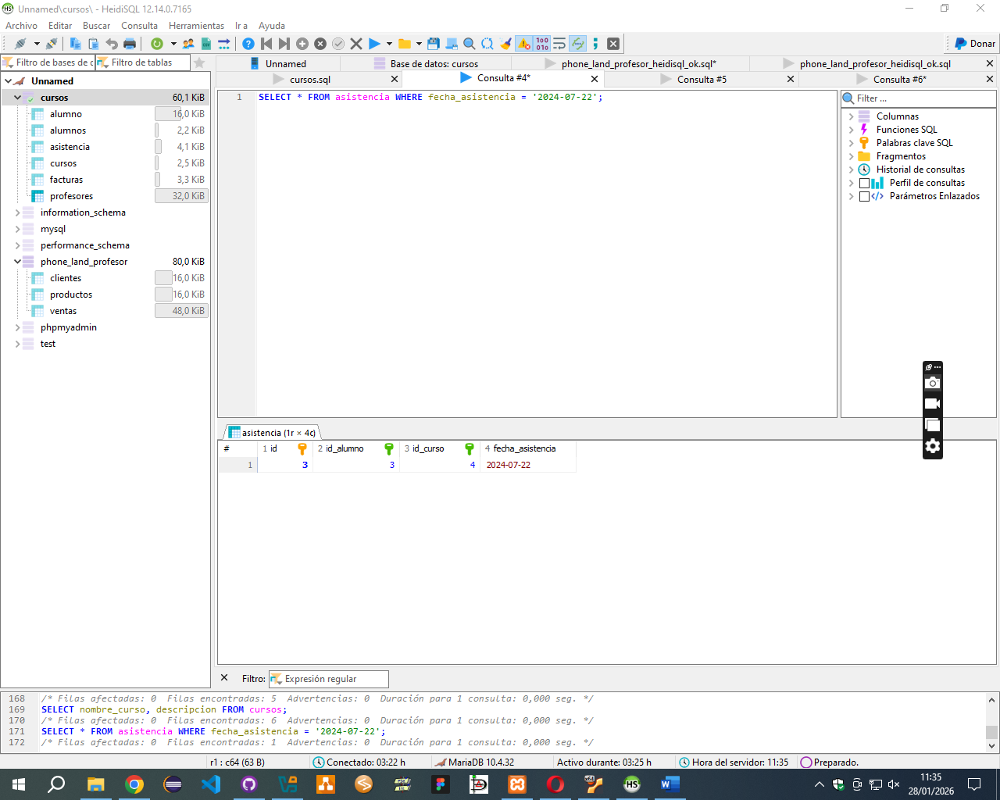 Unnamed\cursos\ - HeidiSQL 12.14.0.7165
Archivo Editar Buscar Consulta Herramientas Ir a Ayuda
Donar
Filtro de bases de d Filtro de tablas
Unnamed
cursos 60,1 KiB
alumno 16,0 KiB
alumnos 2,2 KiB
asistencia 4,1 KiB
cursos 2,5 KiB
facturas 3,3 KiB
profesores 32,0 KiB
information_schema
mysql
performance_schema
phone_land_profesor 80,0 KiB
clientes 16,0 KiB
productos 16,0 KiB
ventas 48,0 KiB
phpmyadmin
test
Unnamed Base de datos: cursos phone_land_profesor_heidisql_ok.sql* phone_land_profesor_heidisql_ok.sql
cursos.sql Consulta #4* Consulta #5 Consulta #6*
1 SELECT * FROM asistencia WHERE fecha_asistencia = '2024-07-22';
Filter ...
Columnas
Funciones SQL
Palabras clave SQL
Fragmentos
Historial de consultas
Perfil de consultas
Parámetros Enlazados
asistencia (1r × 4c)
# 1 id 2 id_alumno 3 id_curso 4 fecha_asistencia
1 3 3 4 2024-07-22
Filtro: Expresión regular
168 /* Filas afectadas: 0 Filas encontradas: 5 Advertencias: 0 Duración para 1 consulta: 0,000 seg. */
169 SELECT nombre_curso, descripcion FROM cursos;
170 /* Filas afectadas: 0 Filas encontradas: 6 Advertencias: 0 Duración para 1 consulta: 0,000 seg. */
171 SELECT * FROM asistencia WHERE fecha_asistencia = '2024-07-22';
172 /* Filas afectadas: 0 Filas encontradas: 1 Advertencias: 0 Duración para 1 consulta: 0,000 seg. */
r1 : c64 (63 B) Conectado: 03:22 h MariaDB 10.4.32 Activo durante: 03:25 h Hora del servidor: 11:35 Preparado.
11:35
28/01/2026